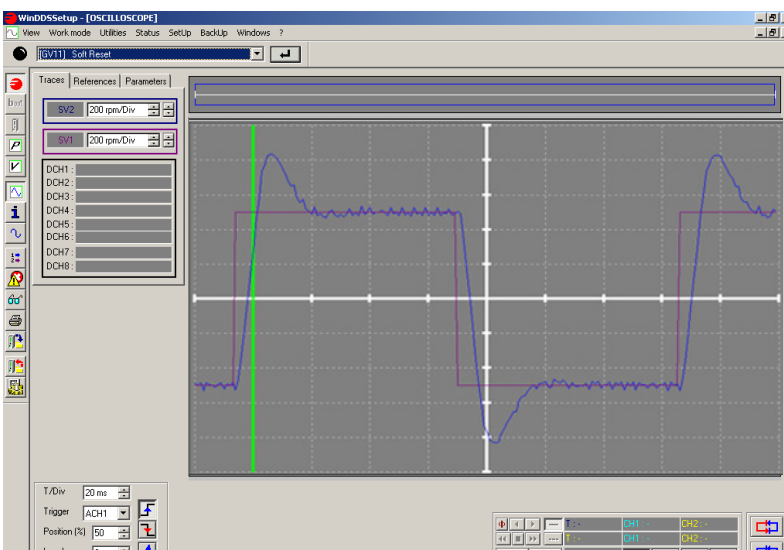 WinDDSSetup - [OSCILLOSCOPE]
View Work mode Utilities Status SetUp BackUp Windows ?
[GV11] Soft Reset
Traces References Parameters
SV2 200 rpm/Div
SV1 200 rpm/Div
DCH1 :
DCH2 :
DCH3 :
DCH4 :
DCH5 :
DCH6 :
DCH7 :
DCH8 :
T/Div 20 ms
Trigger ACH1
Position (%) 50
T : - CH1 : - CH2 : -
T : - CH1 : - CH2 : -